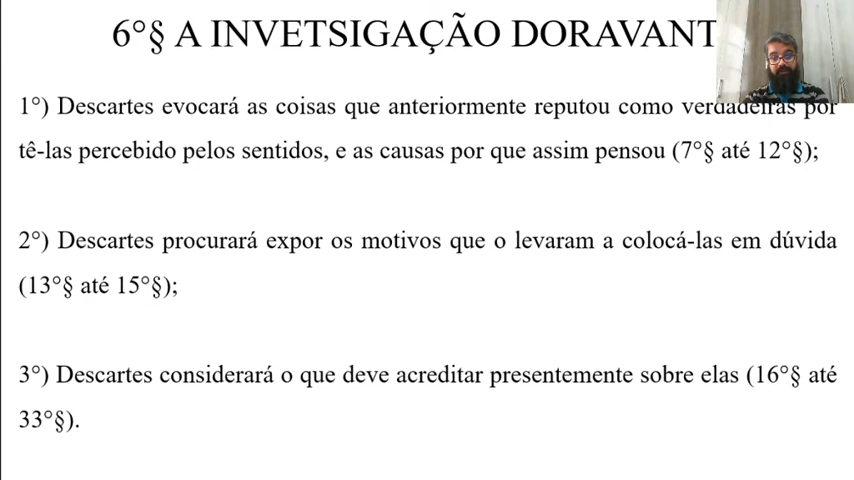 6°§ A INVETSIGAÇÃO DORAVANT
1°) Descartes evocará as coisas que anteriormente reputou como verdadeiras por
tê-las percebido pelos sentidos, e as causas por que assim pensou (7°§ até 12°§);
2°) Descartes procurará expor os motivos que o levaram a colocá-las em dúvida
(13°§ até 15°§);
3°) Descartes considerará o que deve acreditar presentemente sobre elas (16°§ até
33°§).